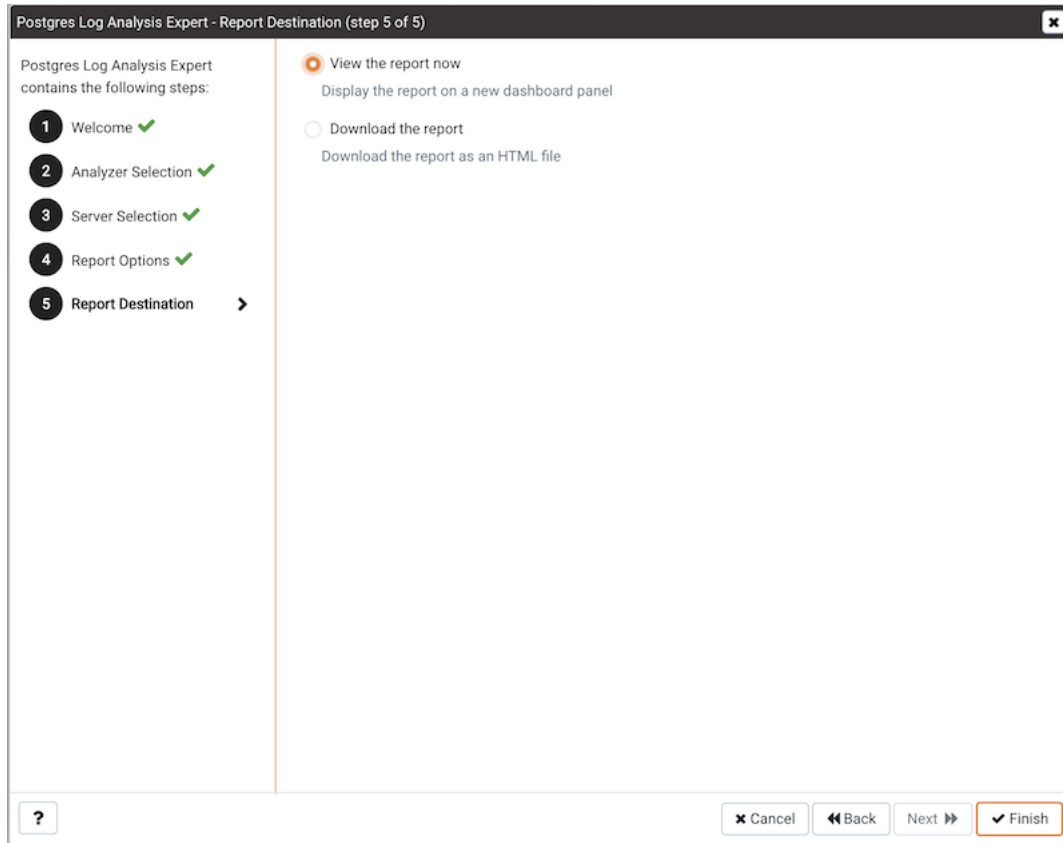 Postgres Log Analysis Expert - Report Destination (step 5 of 5)
Postgres Log Analysis Expert
contains the following steps:
1 Welcome
2 Analyzer Selection
3 Server Selection
4 Report Options
5 Report Destination
View the report now
Display the report on a new dashboard panel
Download the report
Download the report as an HTML file
? Cancel Back Next Finish